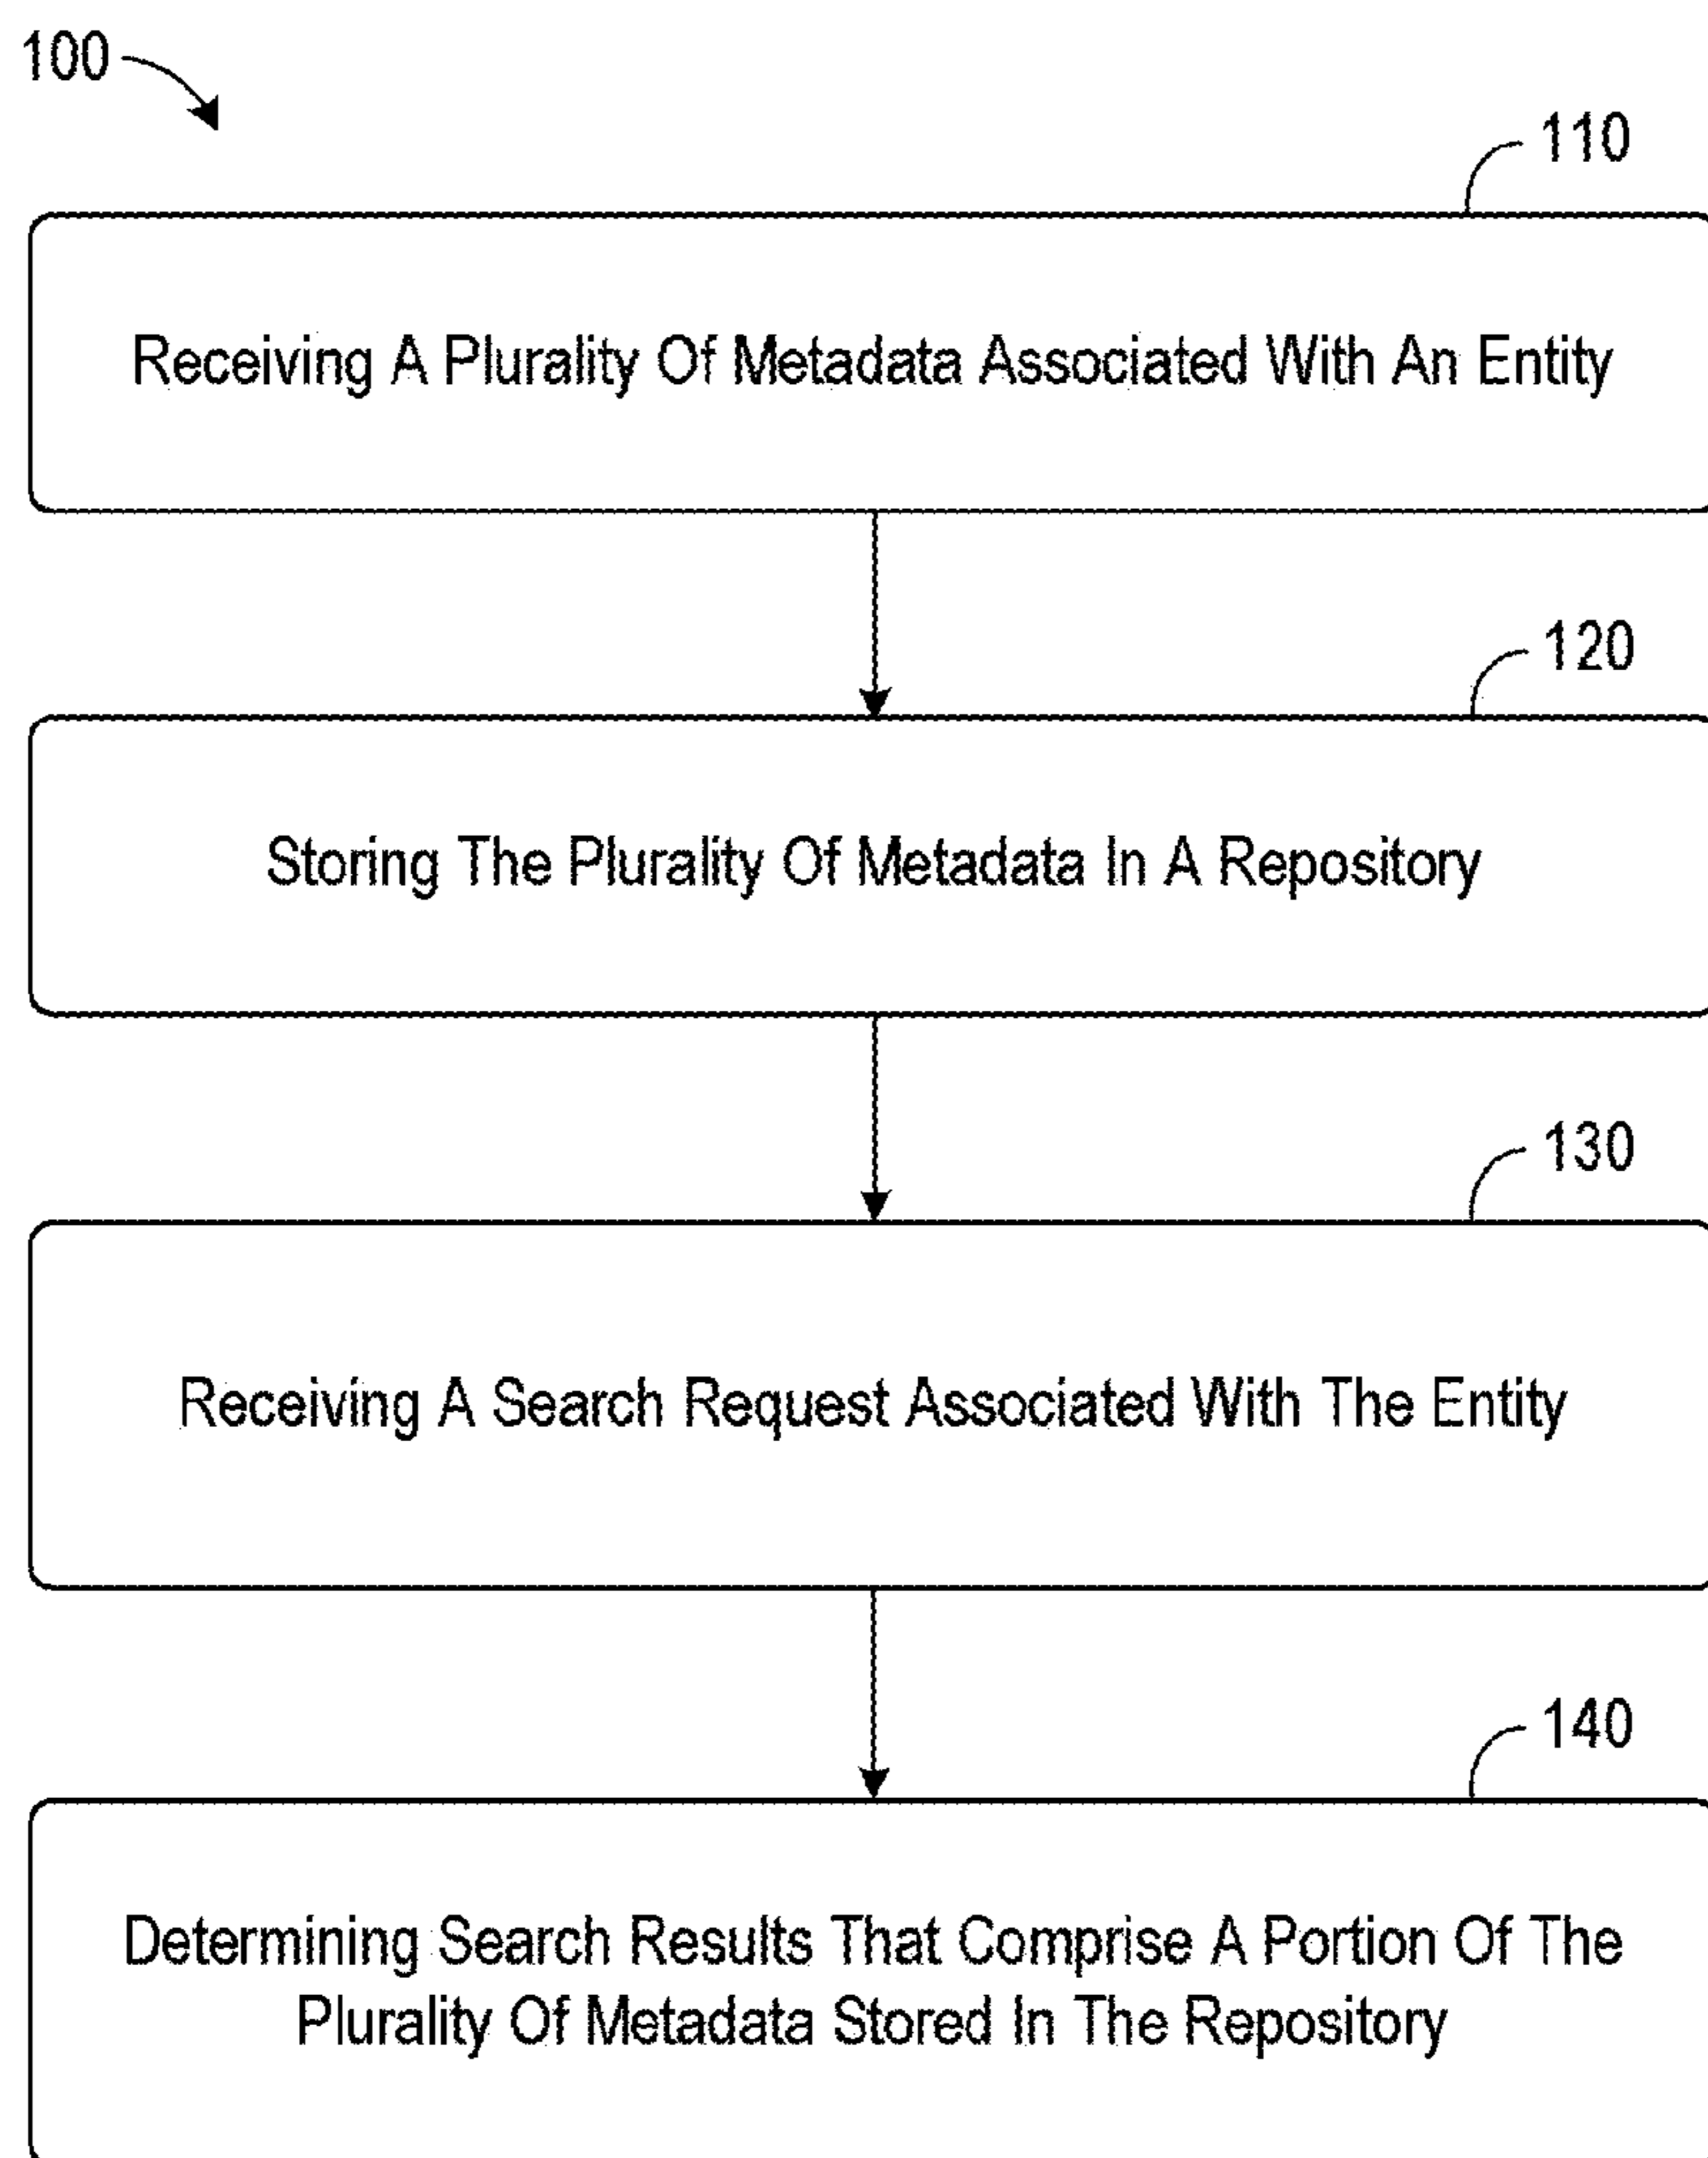 100
110
Receiving A Plurality Of Metadata Associated With An Entity
120
Storing The Plurality Of Metadata In A Repository
130
Receiving A Search Request Associated With The Entity
140
Determining Search Results That Comprise A Portion Of The
Plurality Of Metadata Stored In The Repository